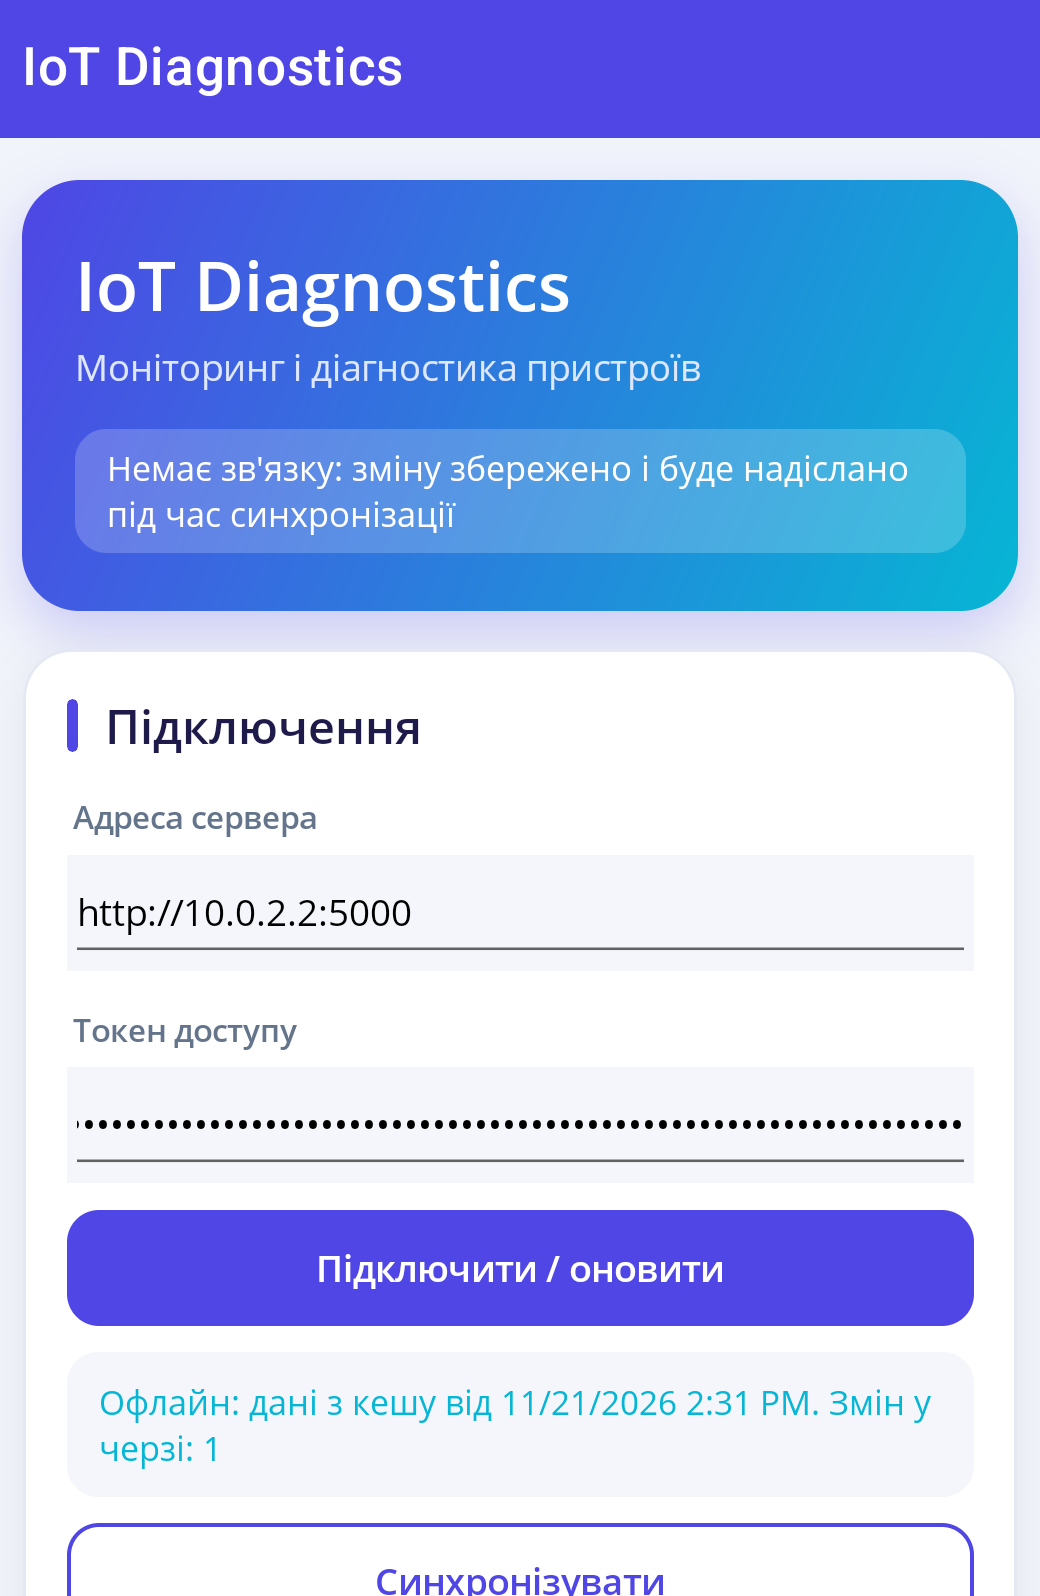 IoT Diagnostics
IoT Diagnostics
Моніторинг і діагностика пристроїв
Немає зв'язку: зміну збережено і буде надіслано
під час синхронізації
Підключення
Адреса сервера
http://10.0.2.2:5000
Токен доступу
Підключити / оновити
Офлайн: дані з кешу від 11/21/2026 2:31 PM. Змін у
черзі: 1
Синхронізувати